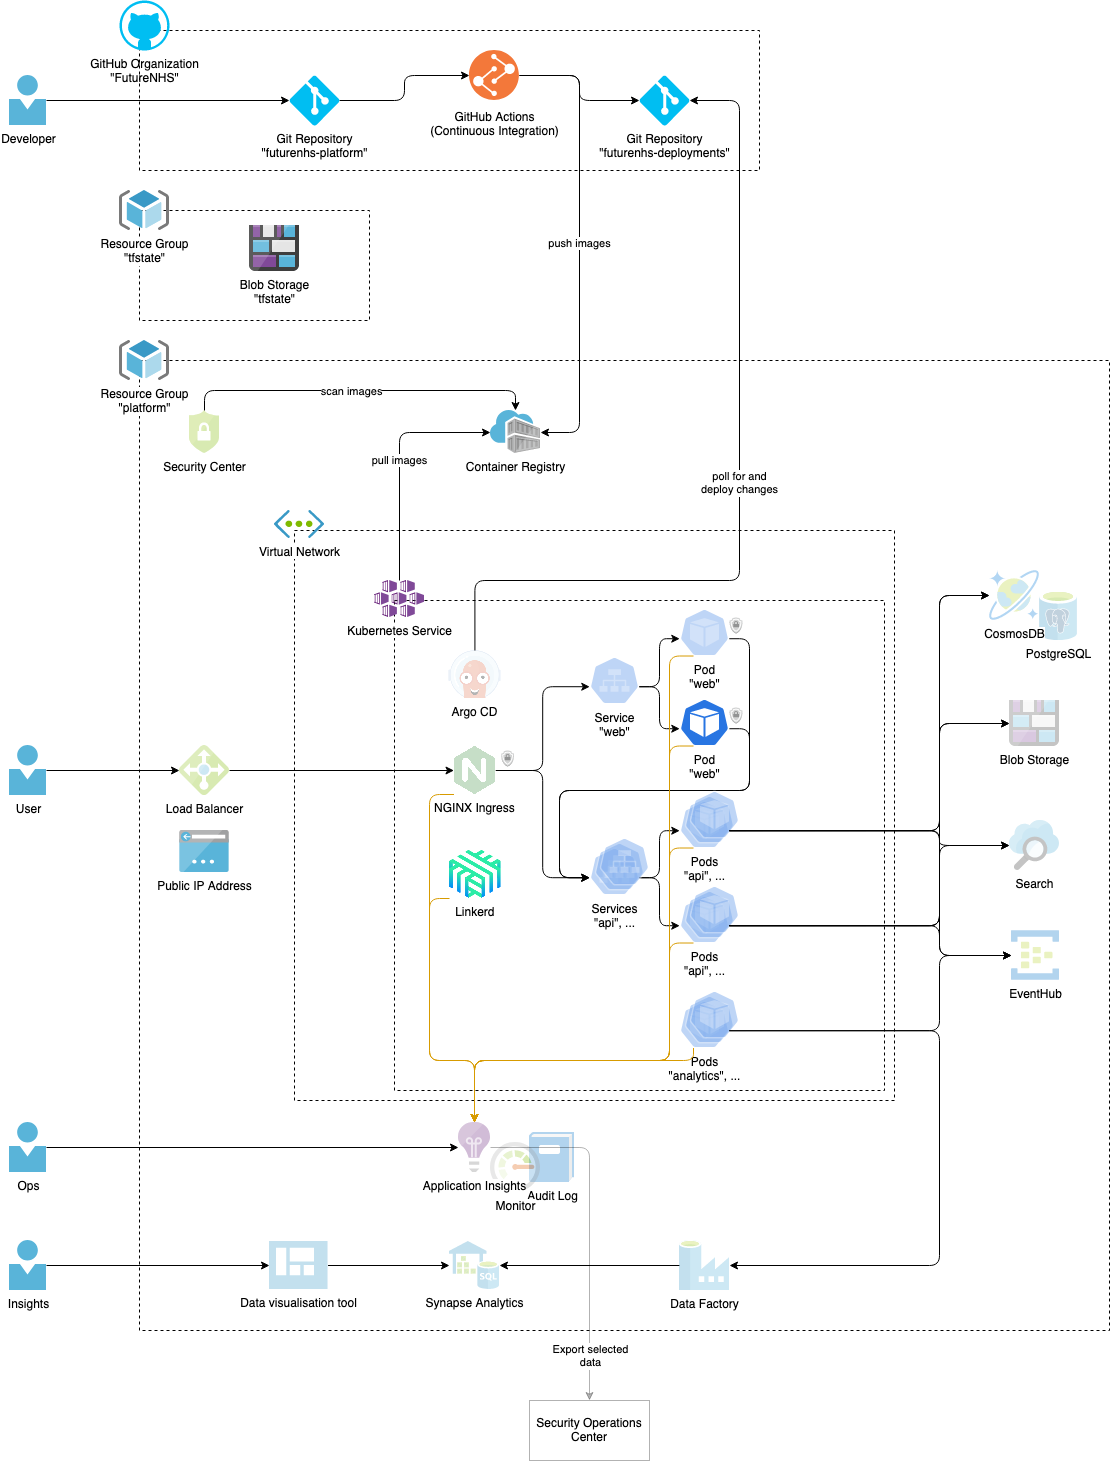 GitHub Organization
"FutureNHS"
Developer
Git Repository
"futurenhs-platform"
GitHub Actions
(Continuous Integration)
Git Repository
"futurenhs-deployments"
Resource Group
"tfstate"
Blob Storage
"tfstate"
push images
Resource Group
"platform"
scan images
Security Center
pull images
Container Registry
poll for and
deploy changes
Virtual Network
Kubernetes Service
Argo CD
Service
"web"
Pod
"web"
Pod
"web"
CosmosDB
PostgreSQL
Blob Storage
User
Load Balancer
Public IP Address
NGINX Ingress
Linkerd
Services
"api", ...
Pods
"api", ...
Pods
"api", ...
Pods
"analytics", ...
Search
EventHub
Ops
Application Insights
Monitor
Audit Log
Insights
Data visualisation tool
SQL
Synapse Analytics
Data Factory
Export selected
data
Security Operations
Center